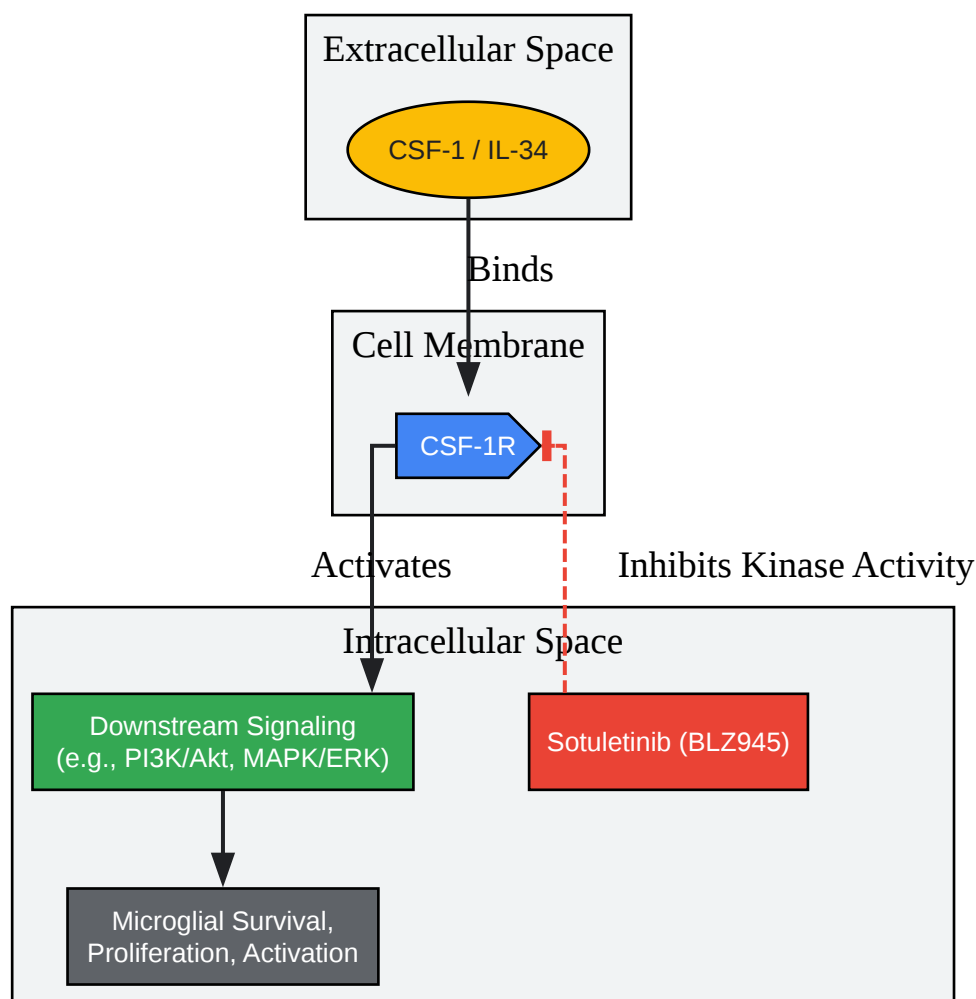 Extracellular Space
CSF-1 / IL-34
Binds
Cell Membrane
CSF-1R
Activates
Inhibits Kinase Activity
Intracellular Space
Downstream Signaling
(e.g., PI3K/Akt, MAPK/ERK)
Sotuletinib (BLZ945)
Microglial Survival,
Proliferation, Activation